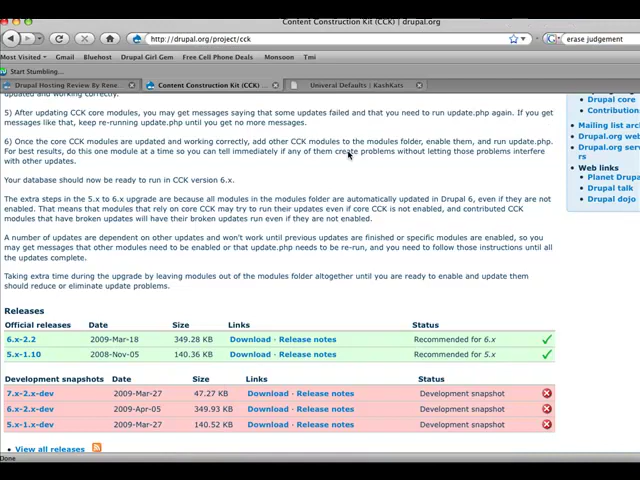 Content Construction Kit (CCK) | drupal.org
http://drupal.org/project/cck
erase judgement
Most Visited
Gmail
Bluehost
Drupal Girl Gem
Free Cell Phone Deals
Monsoon
Tmi
Start Stumbling...
Drupal Hosting Review By Rene...
Content Construction Kit (CCK) ...
Univeral Defaults | KashKats
updated and working correctly.
5) After updating CCK core modules, you may get messages saying that some updates failed and that you need to run update.php again. If you get
messages like that, keep re-running update.php until you get no more messages.
6) Once the core CCK modules are updated and working correctly, add other CCK modules to the modules folder, enable them, and run update.php.
For best results, do this one module at a time so you can tell immediately if any of them create problems without letting those problems interfere
with other updates.
Your database should now be ready to run in CCK version 6.x.
The extra steps in the 5.x to 6.x upgrade are because all modules in the modules folder are automatically updated in Drupal 6, even if they are not
enabled. That means that modules that rely on core CCK may try to run their updates even if core CCK is not enabled, and contributed CCK
modules that have broken updates will have their broken updates run even if they are not enabled.
A number of updates are dependent on other updates and won't work until previous updates are finished or specific modules are enabled, so you
may get messages that other modules need to be enabled or that update.php needs to be re-run, and you need to follow those instructions until all
the updates complete.
Taking extra time during the upgrade by leaving modules out of the modules folder altogether until you are ready to enable and update them
should reduce or eliminate update problems.
Releases
Official releases Date Size Links Status
6.x-2.2 2009-Mar-18 349.28 KB Download · Release notes Recommended for 6.x
5.x-1.10 2008-Nov-05 140.36 KB Download · Release notes Recommended for 5.x
Development snapshots Date Size Links Status
7.x-2.x-dev 2009-Mar-27 47.27 KB Download · Release notes Development snapshot
6.x-2.x-dev 2009-Apr-05 349.93 KB Download · Release notes Development snapshot
5.x-1.x-dev 2009-Mar-27 140.52 KB Download · Release notes Development snapshot
View all releases
Drupal core
Contribution
Mailing list arc
Drupal.org web
Drupal.org serv
rs
Web links
Planet Drupa
Drupal talk
Drupal dojo
Done